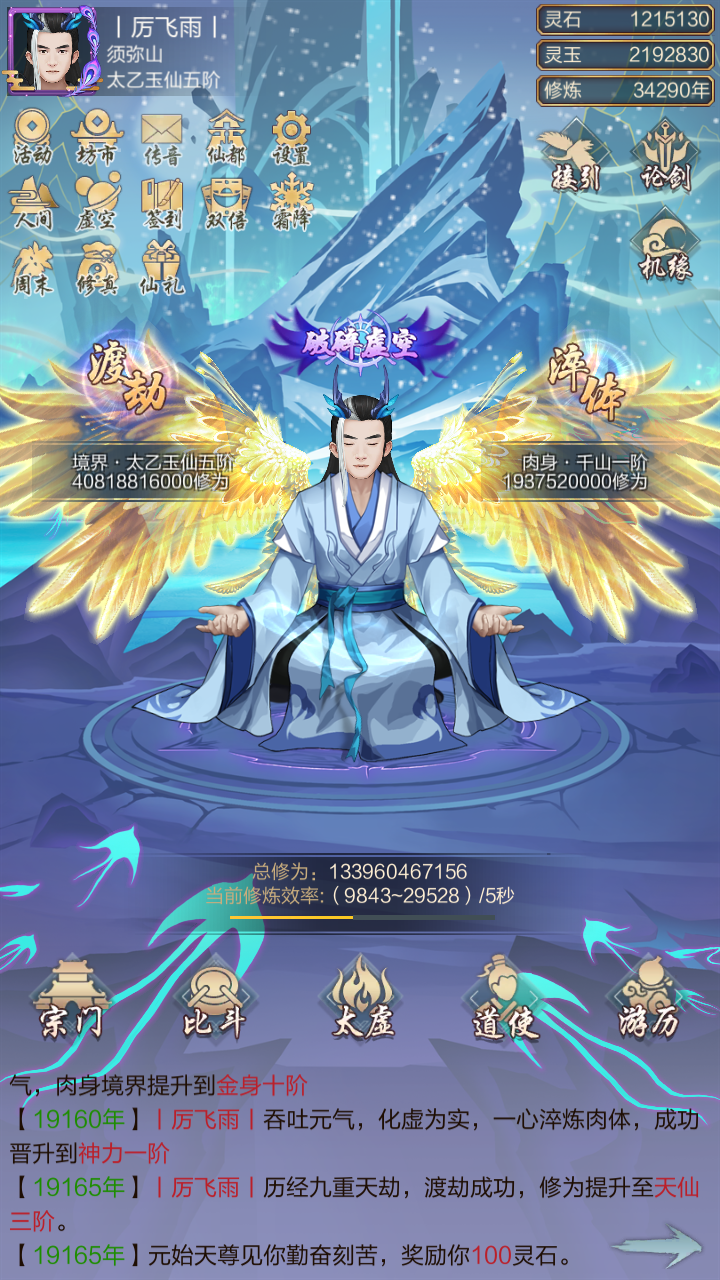 丨厉飞雨丨
须弥山
太乙玉仙五阶
灵石 1215130
灵玉 2192830
修炼 34290年
活动 坊市 传音 仙都 设置
接引 论剑
人间 虚空 签到 双倍 霜降
机缘
周末 修真 仙礼
破碎虚空
渡劫
淬体
境界·太乙玉仙五阶
40818816000修为
肉身·千山一阶
1937520000修为
总修为：133960467156
当前修炼效率:（9843~29528）/5秒
宗门 比斗 太虚 道使 游历
气，肉身境界提升到金身十阶
【19160年】丨厉飞雨丨吞吐元气，化虚为实，一心淬炼肉体，成功
晋升到神力一阶
【19165年】丨厉飞雨丨历经九重天劫，渡劫成功，修为提升至天仙
三阶。
【19165年】元始天尊见你勤奋刻苦，奖励你100灵石。